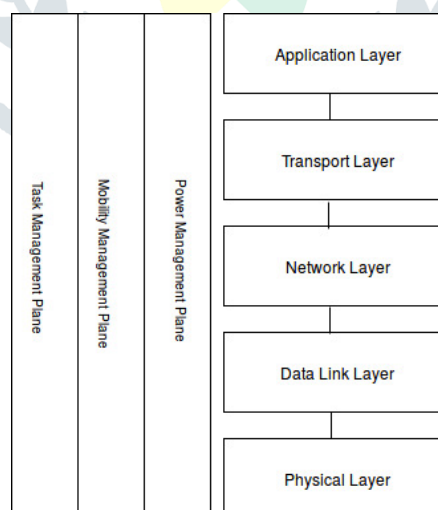 Task Management Plane
Mobility Management Plane
Power Management Plane
Application Layer
Transport Layer
Network Layer
Data Link Layer
Physical Layer